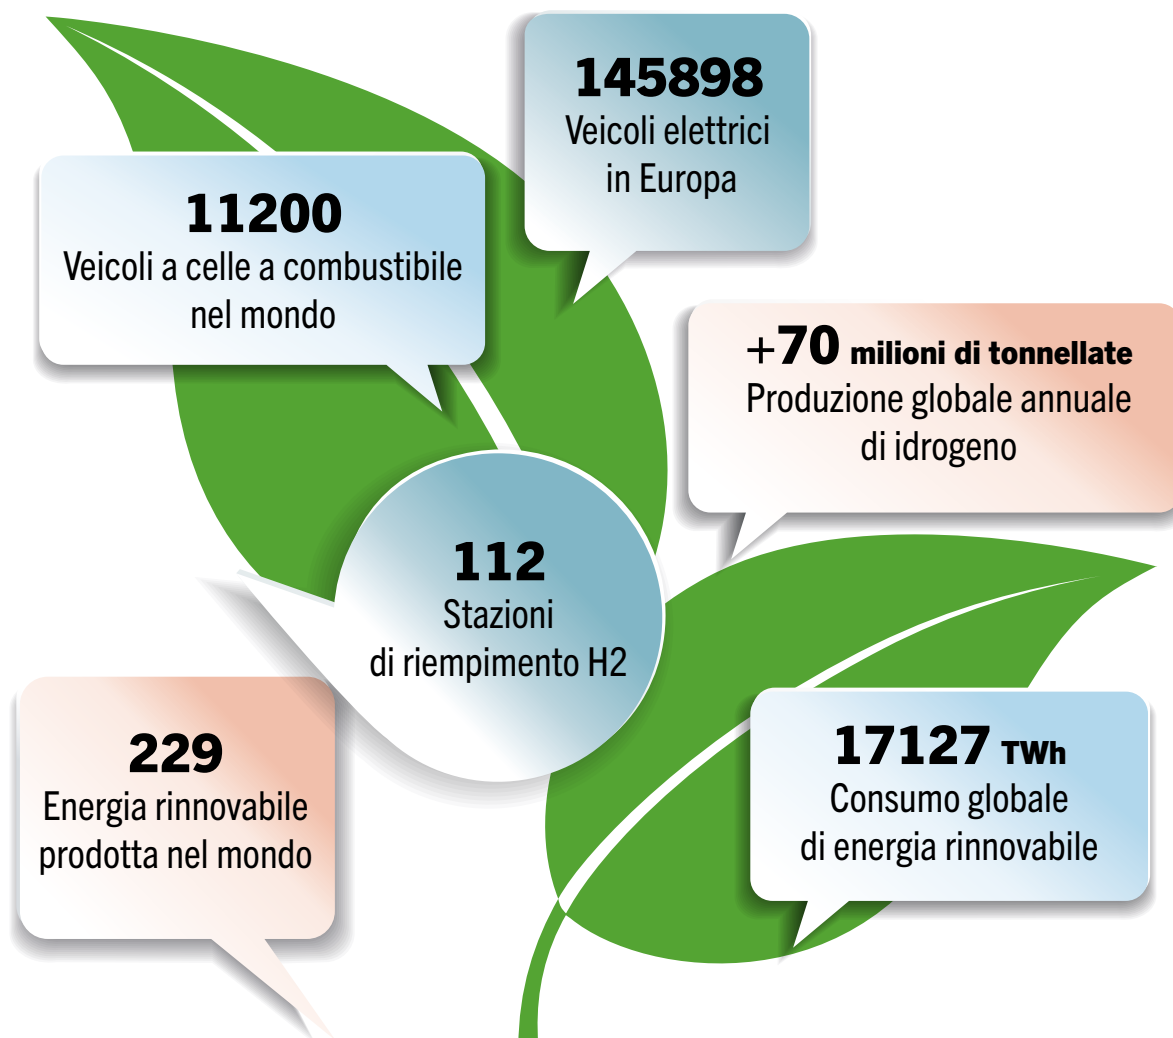 145898
Veicoli elettrici
in Europa
11200
Veicoli a celle a combustibile
nel mondo
+70 milioni di tonnellate
Produzione globale annuale
di idrogeno
112
Stazioni
di riempimento H2
229
Energia rinnovabile
prodotta nel mondo
17127 TWh
Consumo globale
di energia rinnovabile